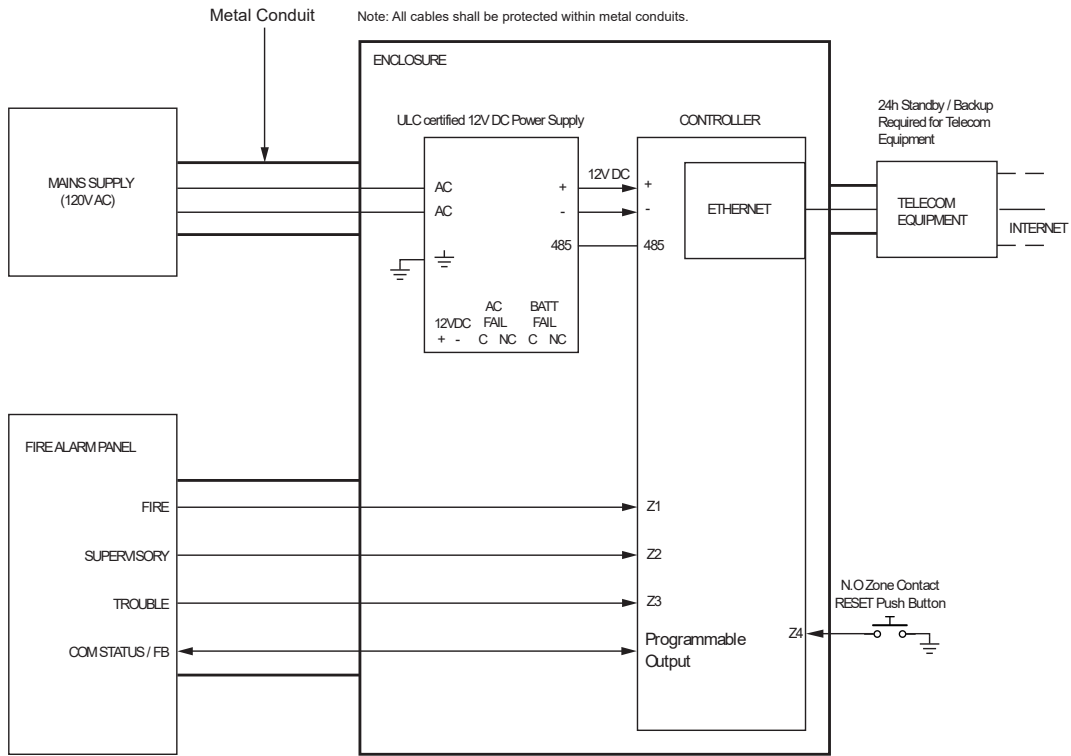 Metal Conduit
Note: All cables shall be protected within metal conduits.
ENCLOSURE
MAINS SUPPLY
(120V AC)
ULC certified 12V DC Power Supply
AC
AC
+
-
485
12VDC
+ -
AC
FAIL
C NC
BATT
FAIL
C NC
12V DC
CONTROLLER
+
-
485
ETHERNET
24h Standby / Backup
Required for Telecom
Equipment
TELECOM
EQUIPMENT
INTERNET
FIRE ALARM PANEL
FIRE
SUPERVISORY
TROUBLE
COM STATUS / FB
Z1
Z2
Z3
Programmable
Output
Z4
N.O Zone Contact
RESET Push Button